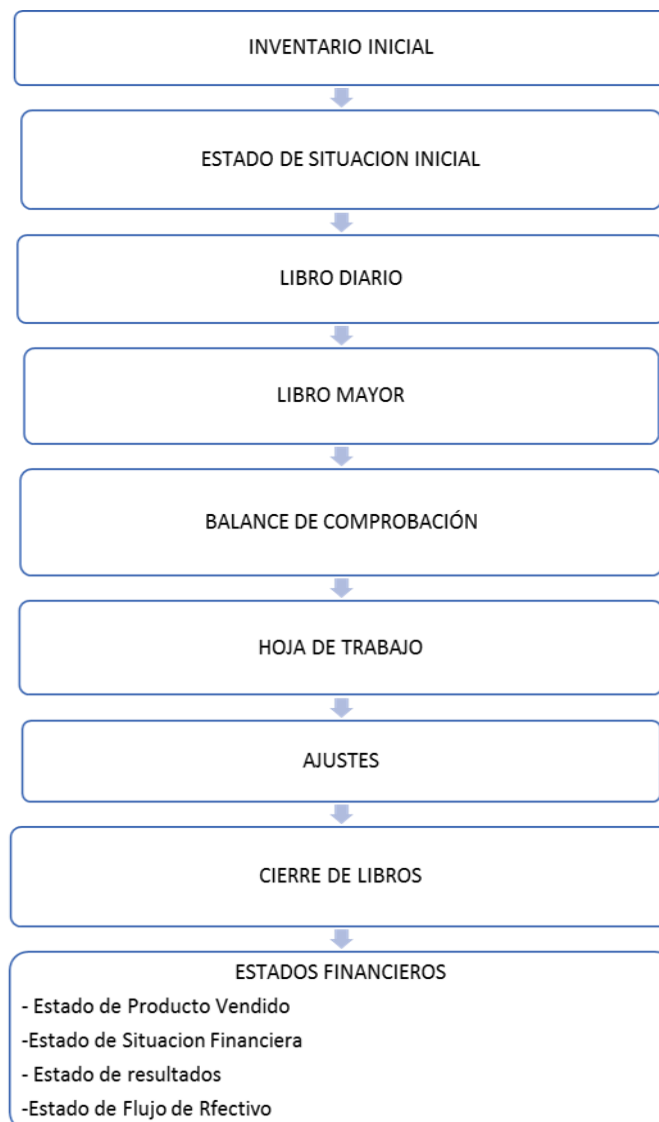 INVENTARIO INICIAL
ESTADO DE SITUACION INICIAL
LIBRO DIARIO
LIBRO MAYOR
BALANCE DE COMPROBACIÓN
HOJA DE TRABAJO
AJUSTES
CIERRE DE LIBROS
ESTADOS FINANCIEROS
- Estado de Producto Vendido
-Estado de Situacion Financiera
- Estado de resultados
-Estado de Flujo de Rfectivo